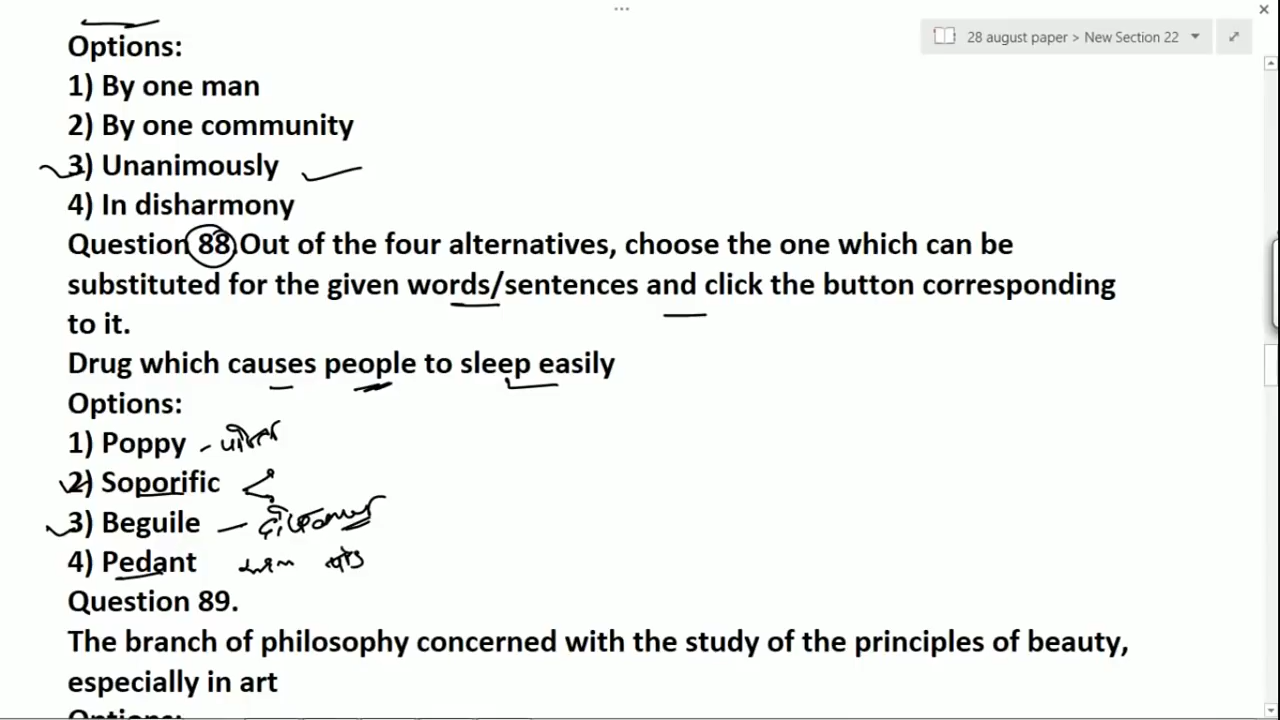 28 august paper > New Section 22
Options:
1) By one man
2) By one community
3) Unanimously
4) In disharmony
Question 88.Out of the four alternatives, choose the one which can be
substituted for the given words/sentences and click the button corresponding
to it.
Drug which causes people to sleep easily
Options:
1) Poppy
2) Soporific
3) Beguile
4) Pedant
Question 89.
The branch of philosophy concerned with the study of the principles of beauty,
especially in art
Options: